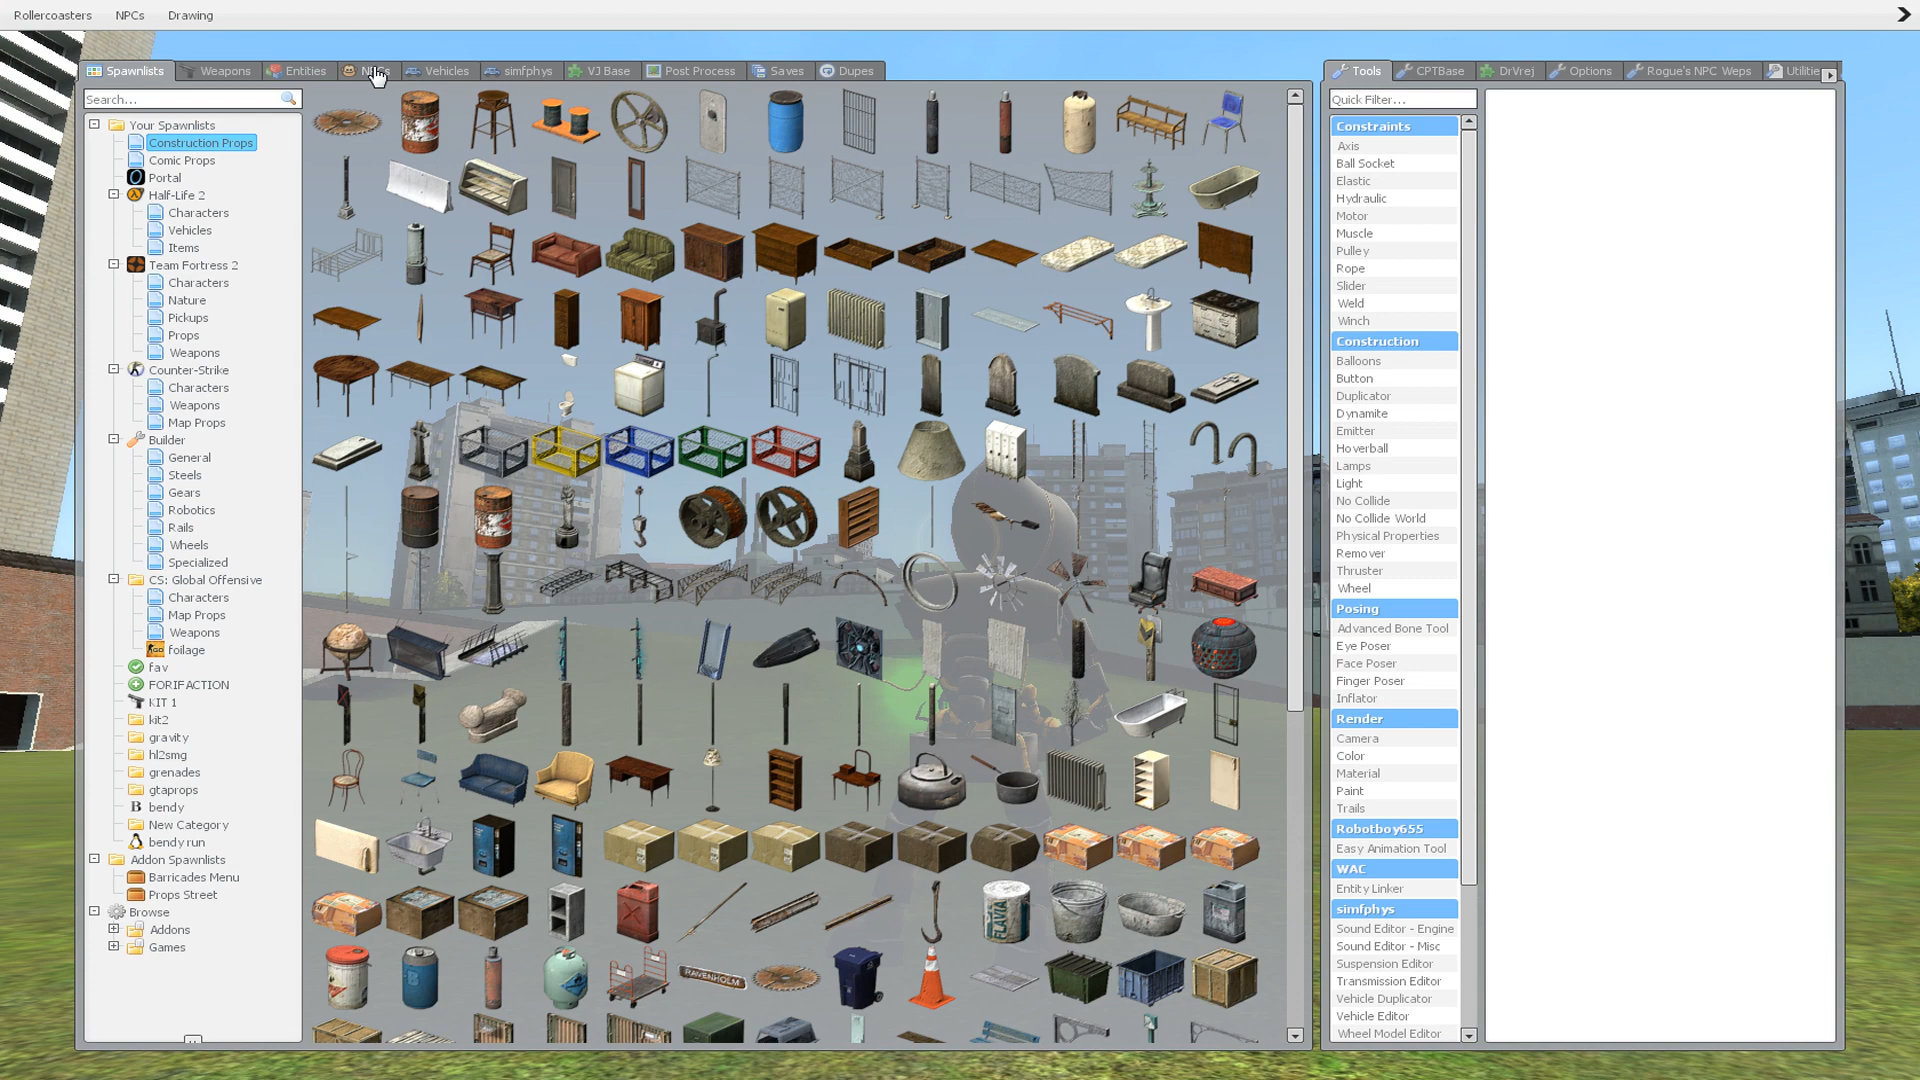 Rollercoasters NPCs Drawing
Spawnlists Weapons Entities NPCs Vehicles simfphys VJ Base Post Process Saves Dupes
Search...
Your Spawnlists
Construction Props
Comic Props
Portal
Half-Life 2
Characters
Vehicles
Items
Team Fortress 2
Characters
Nature
Pickups
Props
Weapons
Counter-Strike
Characters
Weapons
Map Props
Builder
General
Steels
Gears
Robotics
Rails
Wheels
Specialized
CS: Global Offensive
Characters
Map Props
Weapons
foilage
fav
FORIFACTION
KIT 1
kit2
gravity
hl2smg
grenades
gtaprops
bendy
New Category
bendy run
Addon Spawnlists
Barricades Menu
Props Street
Browse
Addons
Games
FLAVIA
RAVENHOLM
Tools CPTBase DrVrej Options Rogue's NPC Weps Utilitie
Quick Filter...
Constraints
Axis
Ball Socket
Elastic
Hydraulic
Motor
Muscle
Pulley
Rope
Slider
Weld
Winch
Construction
Balloons
Button
Duplicator
Dynamite
Emitter
Hoverball
Lamps
Light
No Collide
No Collide World
Physical Properties
Remover
Thruster
Wheel
Posing
Advanced Bone Tool
Eye Poser
Face Poser
Finger Poser
Inflator
Render
Camera
Color
Material
Paint
Trails
Robotboy655
Easy Animation Tool
WAC
Entity Linker
simfphys
Sound Editor - Engine
Sound Editor - Misc
Suspension Editor
Transmission Editor
Vehicle Duplicator
Vehicle Editor
Wheel Model Editor